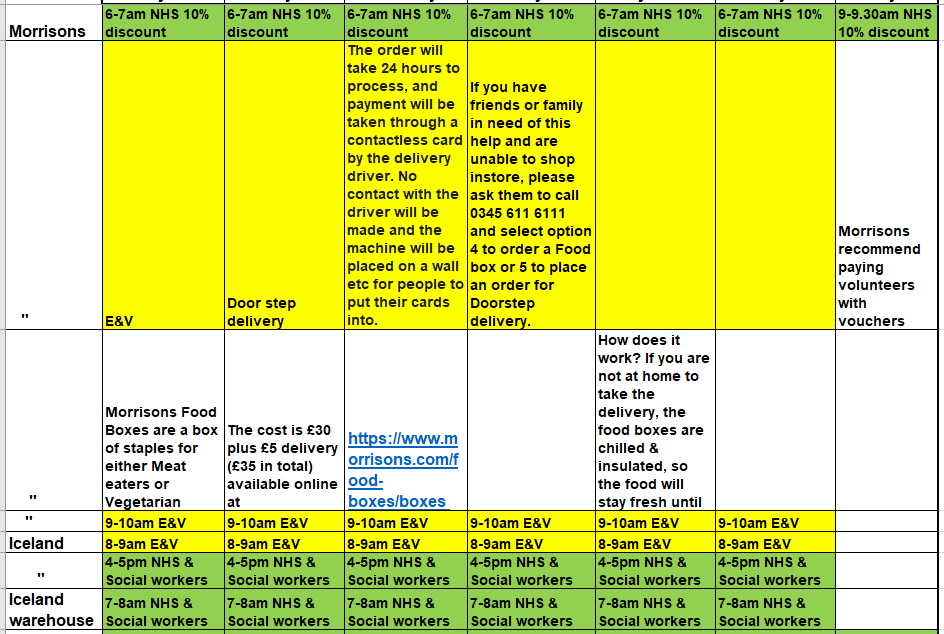 Morrisons
6-7am NHS 10%
discount
6-7am NHS 10%
discount
6-7am NHS 10%
discount
6-7am NHS 10%
discount
6-7am NHS 10%
discount
6-7am NHS 10%
discount
9-9.30am NHS
10% discount
"
E&V
Door step
delivery
The order will
take 24 hours to
process, and
payment will be
taken through a
contactless card
by the delivery
driver. No
contact with the
driver will be
made and the
machine will be
placed on a wall
etc for people to
put their cards
into.
If you have
friends or family
in need of this
help and are
unable to shop
instore, please
ask them to call
0345 611 6111
and select option
4 to order a Food
box or 5 to place
an order for
Doorstep
delivery.
Morrisons
recommend
paying
volunteers
with
vouchers
"
Morrisons Food
Boxes are a box
of staples for
either Meat
eaters or
Vegetarian
The cost is £30
plus £5 delivery
(£35 in total)
available online
at
https://www.m
orrisons.com/f
ood-
boxes/boxes
How does it
work? If you are
not at home to
take the
delivery, the
food boxes are
chilled &
insulated, so
the food will
stay fresh until
"
9-10am E&V
9-10am E&V
9-10am E&V
9-10am E&V
9-10am E&V
9-10am E&V
Iceland
8-9am E&V
8-9am E&V
8-9am E&V
8-9am E&V
8-9am E&V
8-9am E&V
"
4-5pm NHS &
Social workers
4-5pm NHS &
Social workers
4-5pm NHS &
Social workers
4-5pm NHS &
Social workers
4-5pm NHS &
Social workers
4-5pm NHS &
Social workers
Iceland
warehouse
7-8am NHS &
Social workers
7-8am NHS &
Social workers
7-8am NHS &
Social workers
7-8am NHS &
Social workers
7-8am NHS &
Social workers
7-8am NHS &
Social workers